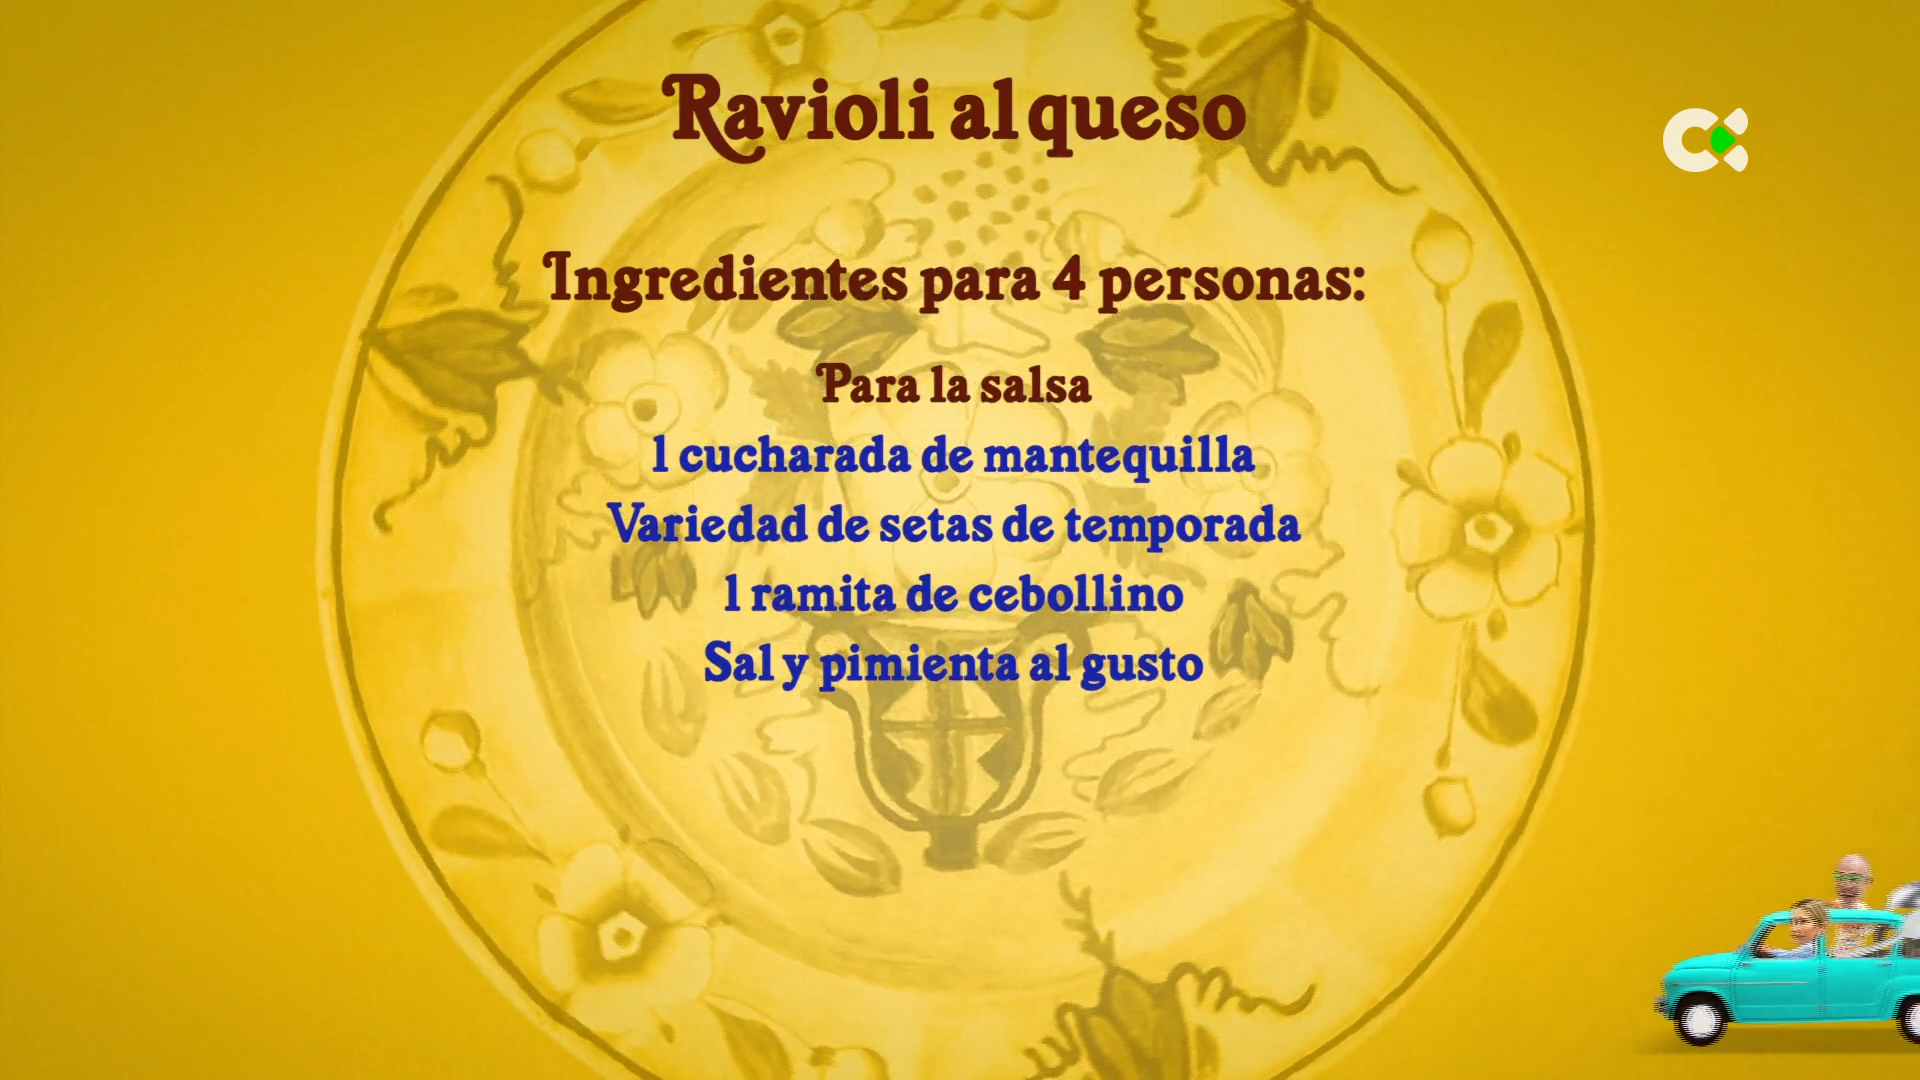 Ravioli al queso
Ingredientes para 4 personas:
Para la salsa
1 cucharada de mantequilla
Variedad de setas de temporada
1 ramita de cebollino
Sal y pimienta al gusto